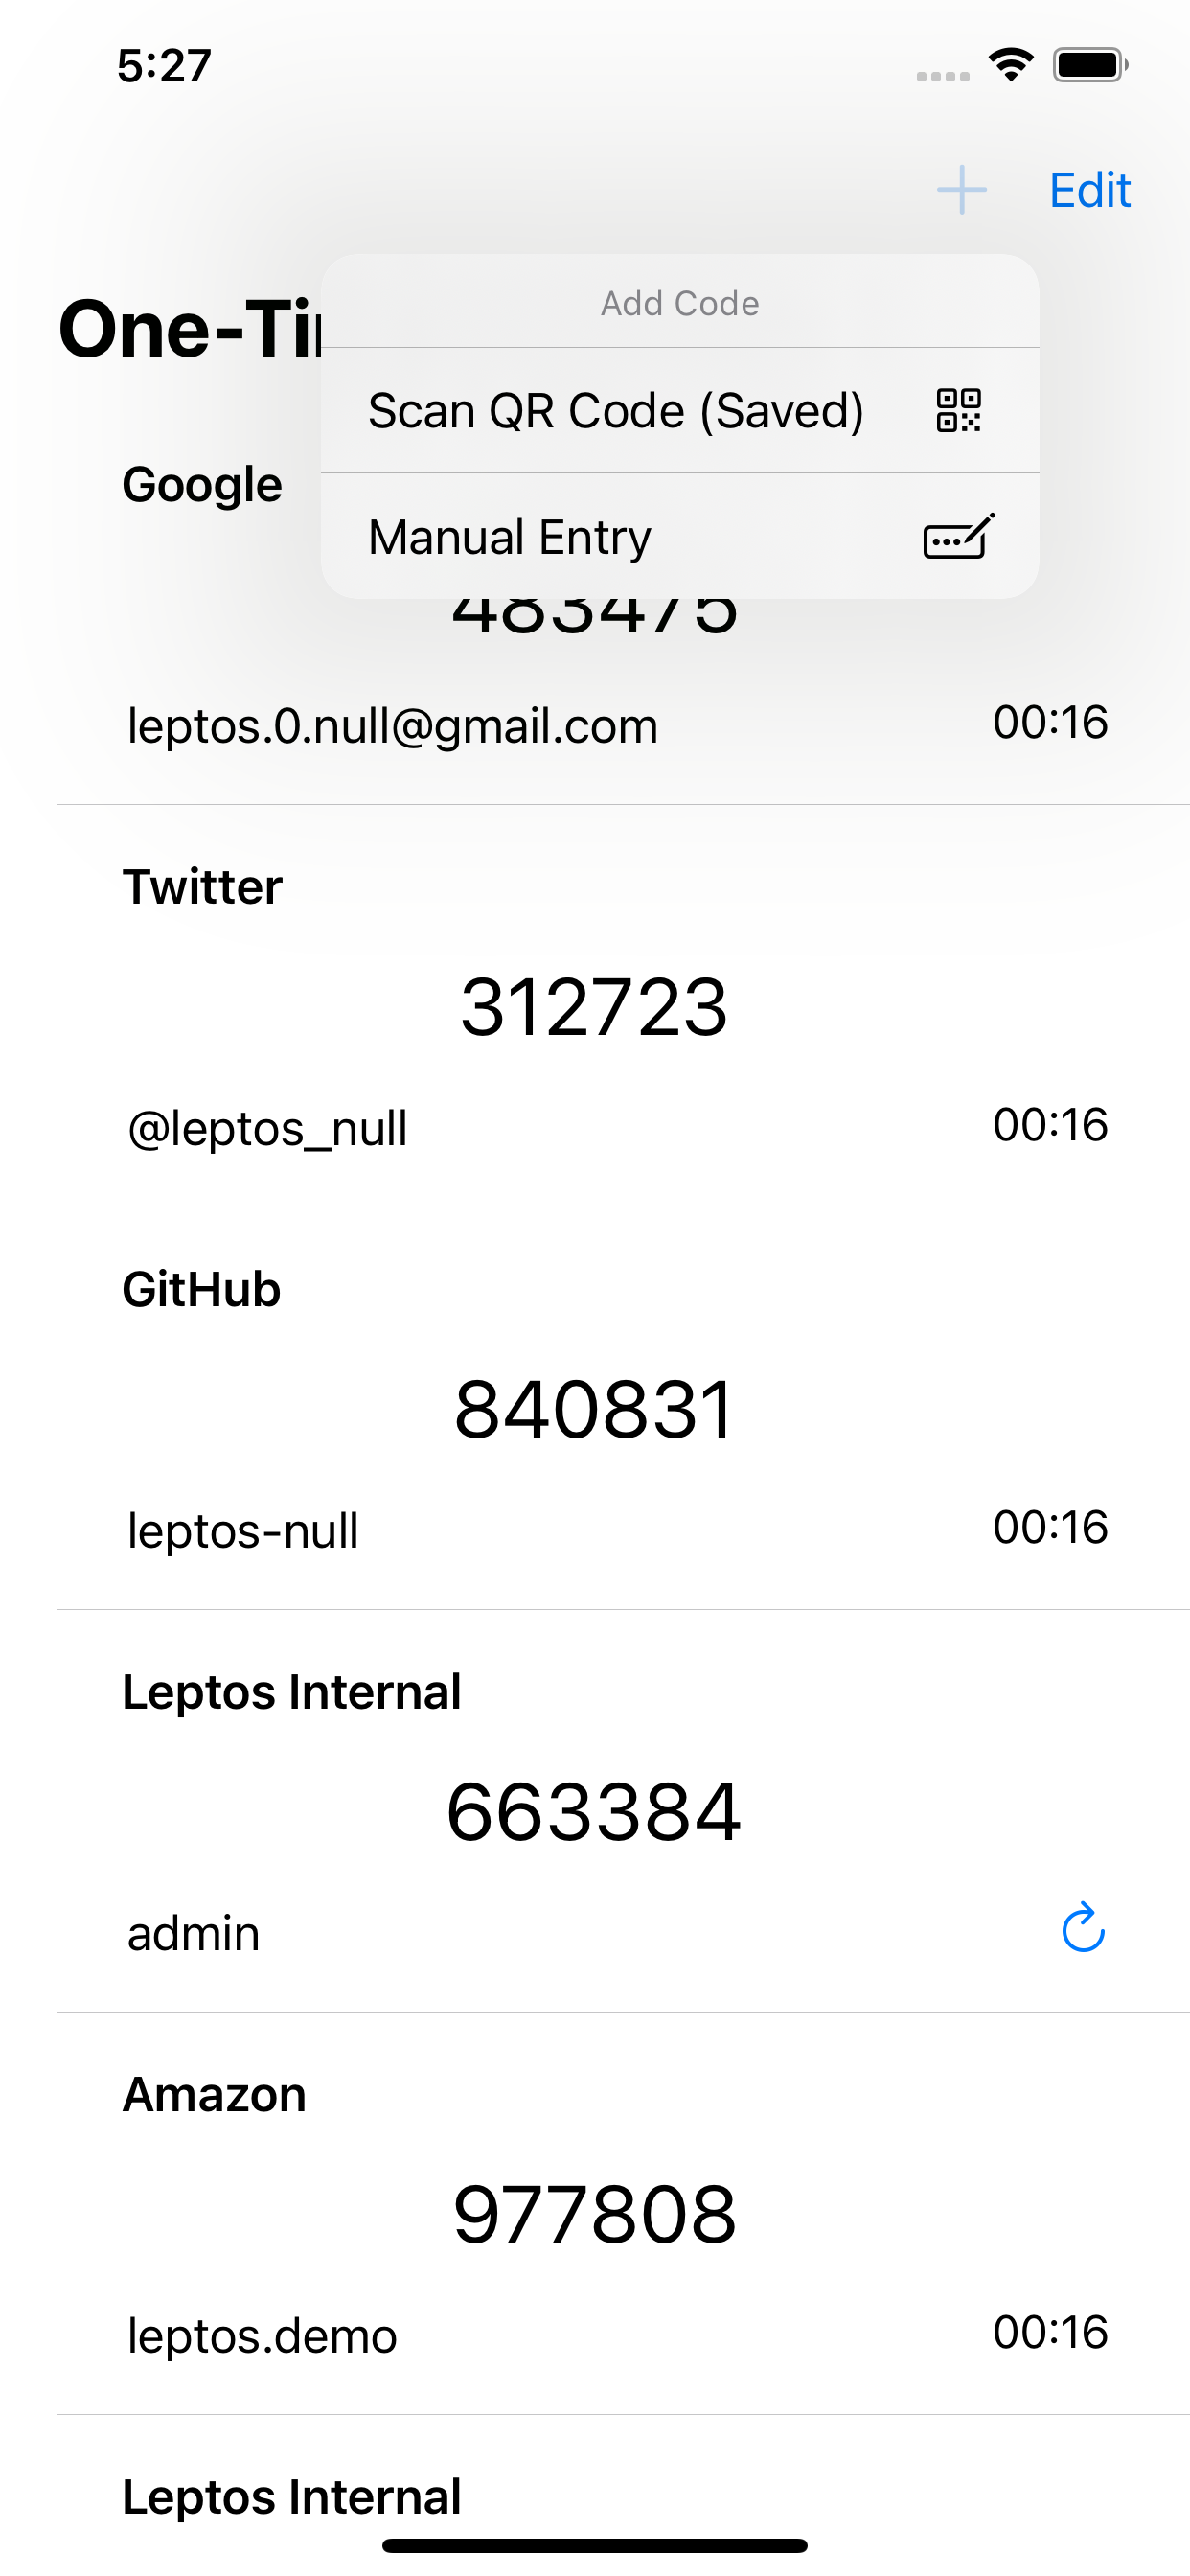 5:27
Edit
Add Code
One-Ti
Scan QR Code (Saved)
Google
Manual Entry
483475
leptos.0.null@gmail.com 00:16
Twitter
312723
@leptos_null 00:16
GitHub
840831
leptos-null 00:16
Leptos Internal
663384
admin
Amazon
977808
leptos.demo 00:16
Leptos Internal